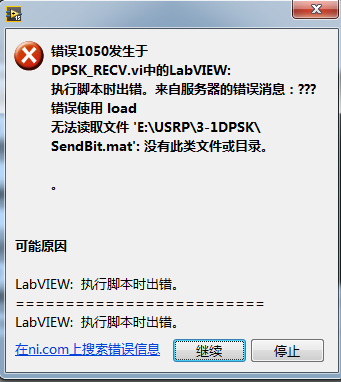 错误1050发生于
DPSK_RECV.vi中的LabVIEW:
执行脚本时出错。来自服务器的错误消息：???
错误使用 load
无法读取文件 'E:\USRP\3-1DPSK\
SendBit.mat': 没有此类文件或目录。
。
可能原因
LabVIEW: 执行脚本时出错。
=========================
LabVIEW: 执行脚本时出错。
在ni.com上搜索错误信息 继续 停止